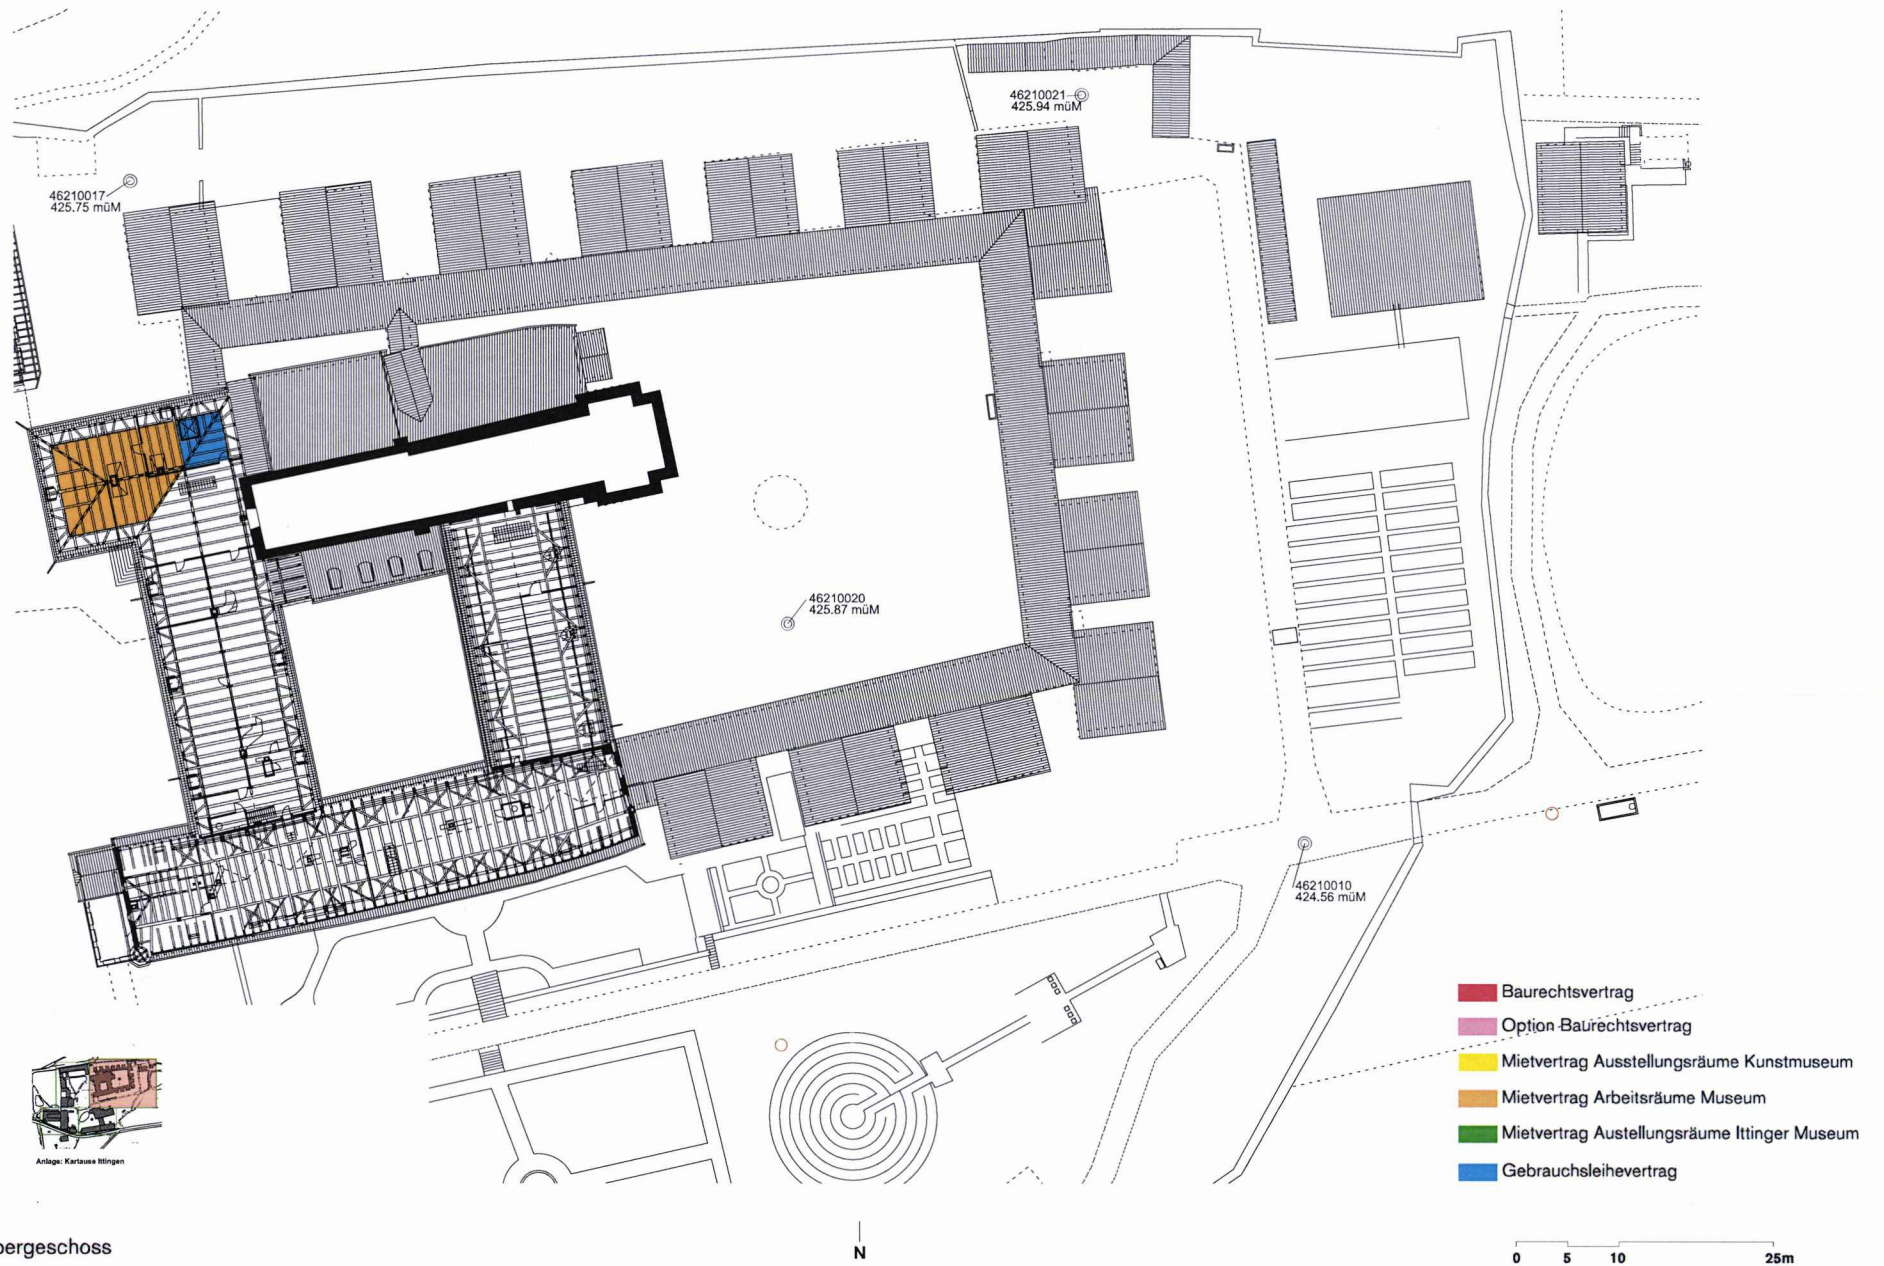 46210021
425.94 müM
46210017
425.75 müM
46210020
425.87 müM
46210010
424.56 müM
Baurechtsvertrag
Option Baurechtsvertrag
Mietvertrag Ausstellungsräume Kunstmuseum
Mietvertrag Arbeitsräume Museum
Mietvertrag Austellungsräume Ittinger Museum
Gebrauchsleihevertrag
Anlage: Kartause Ittingen
bergeschoss
N
0 5 10 25m